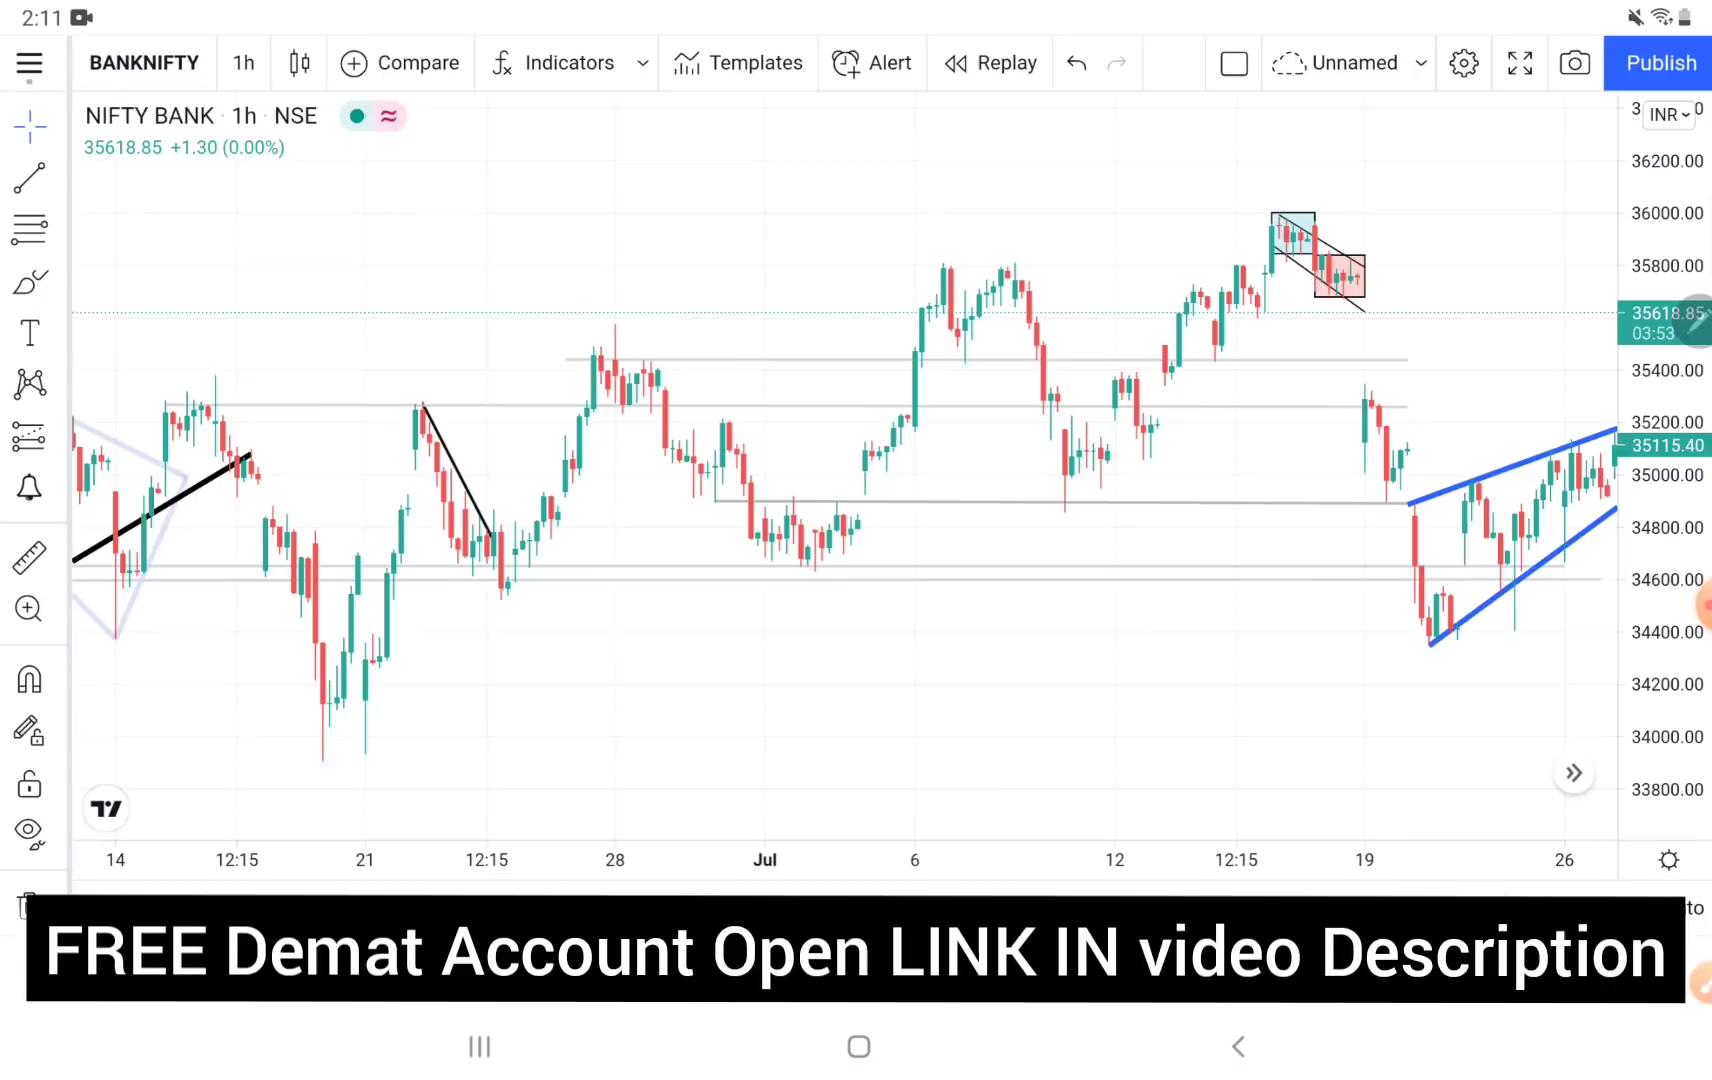 2:11
BANKNIFTY 1h Compare Indicators Templates Alert Replay Unnamed Publish
NIFTY BANK · 1h · NSE
INR
35618.85 +1.30 (0.00%)
36200.00
36000.00
35800.00
35618.85
03:53
35400.00
35200.00
35115.40
35000.00
34800.00
34600.00
34400.00
34200.00
34000.00
33800.00
14 12:15 21 12:15 28 Jul 6 12 12:15 19 26
FREE Demat Account Open LINK IN video Description